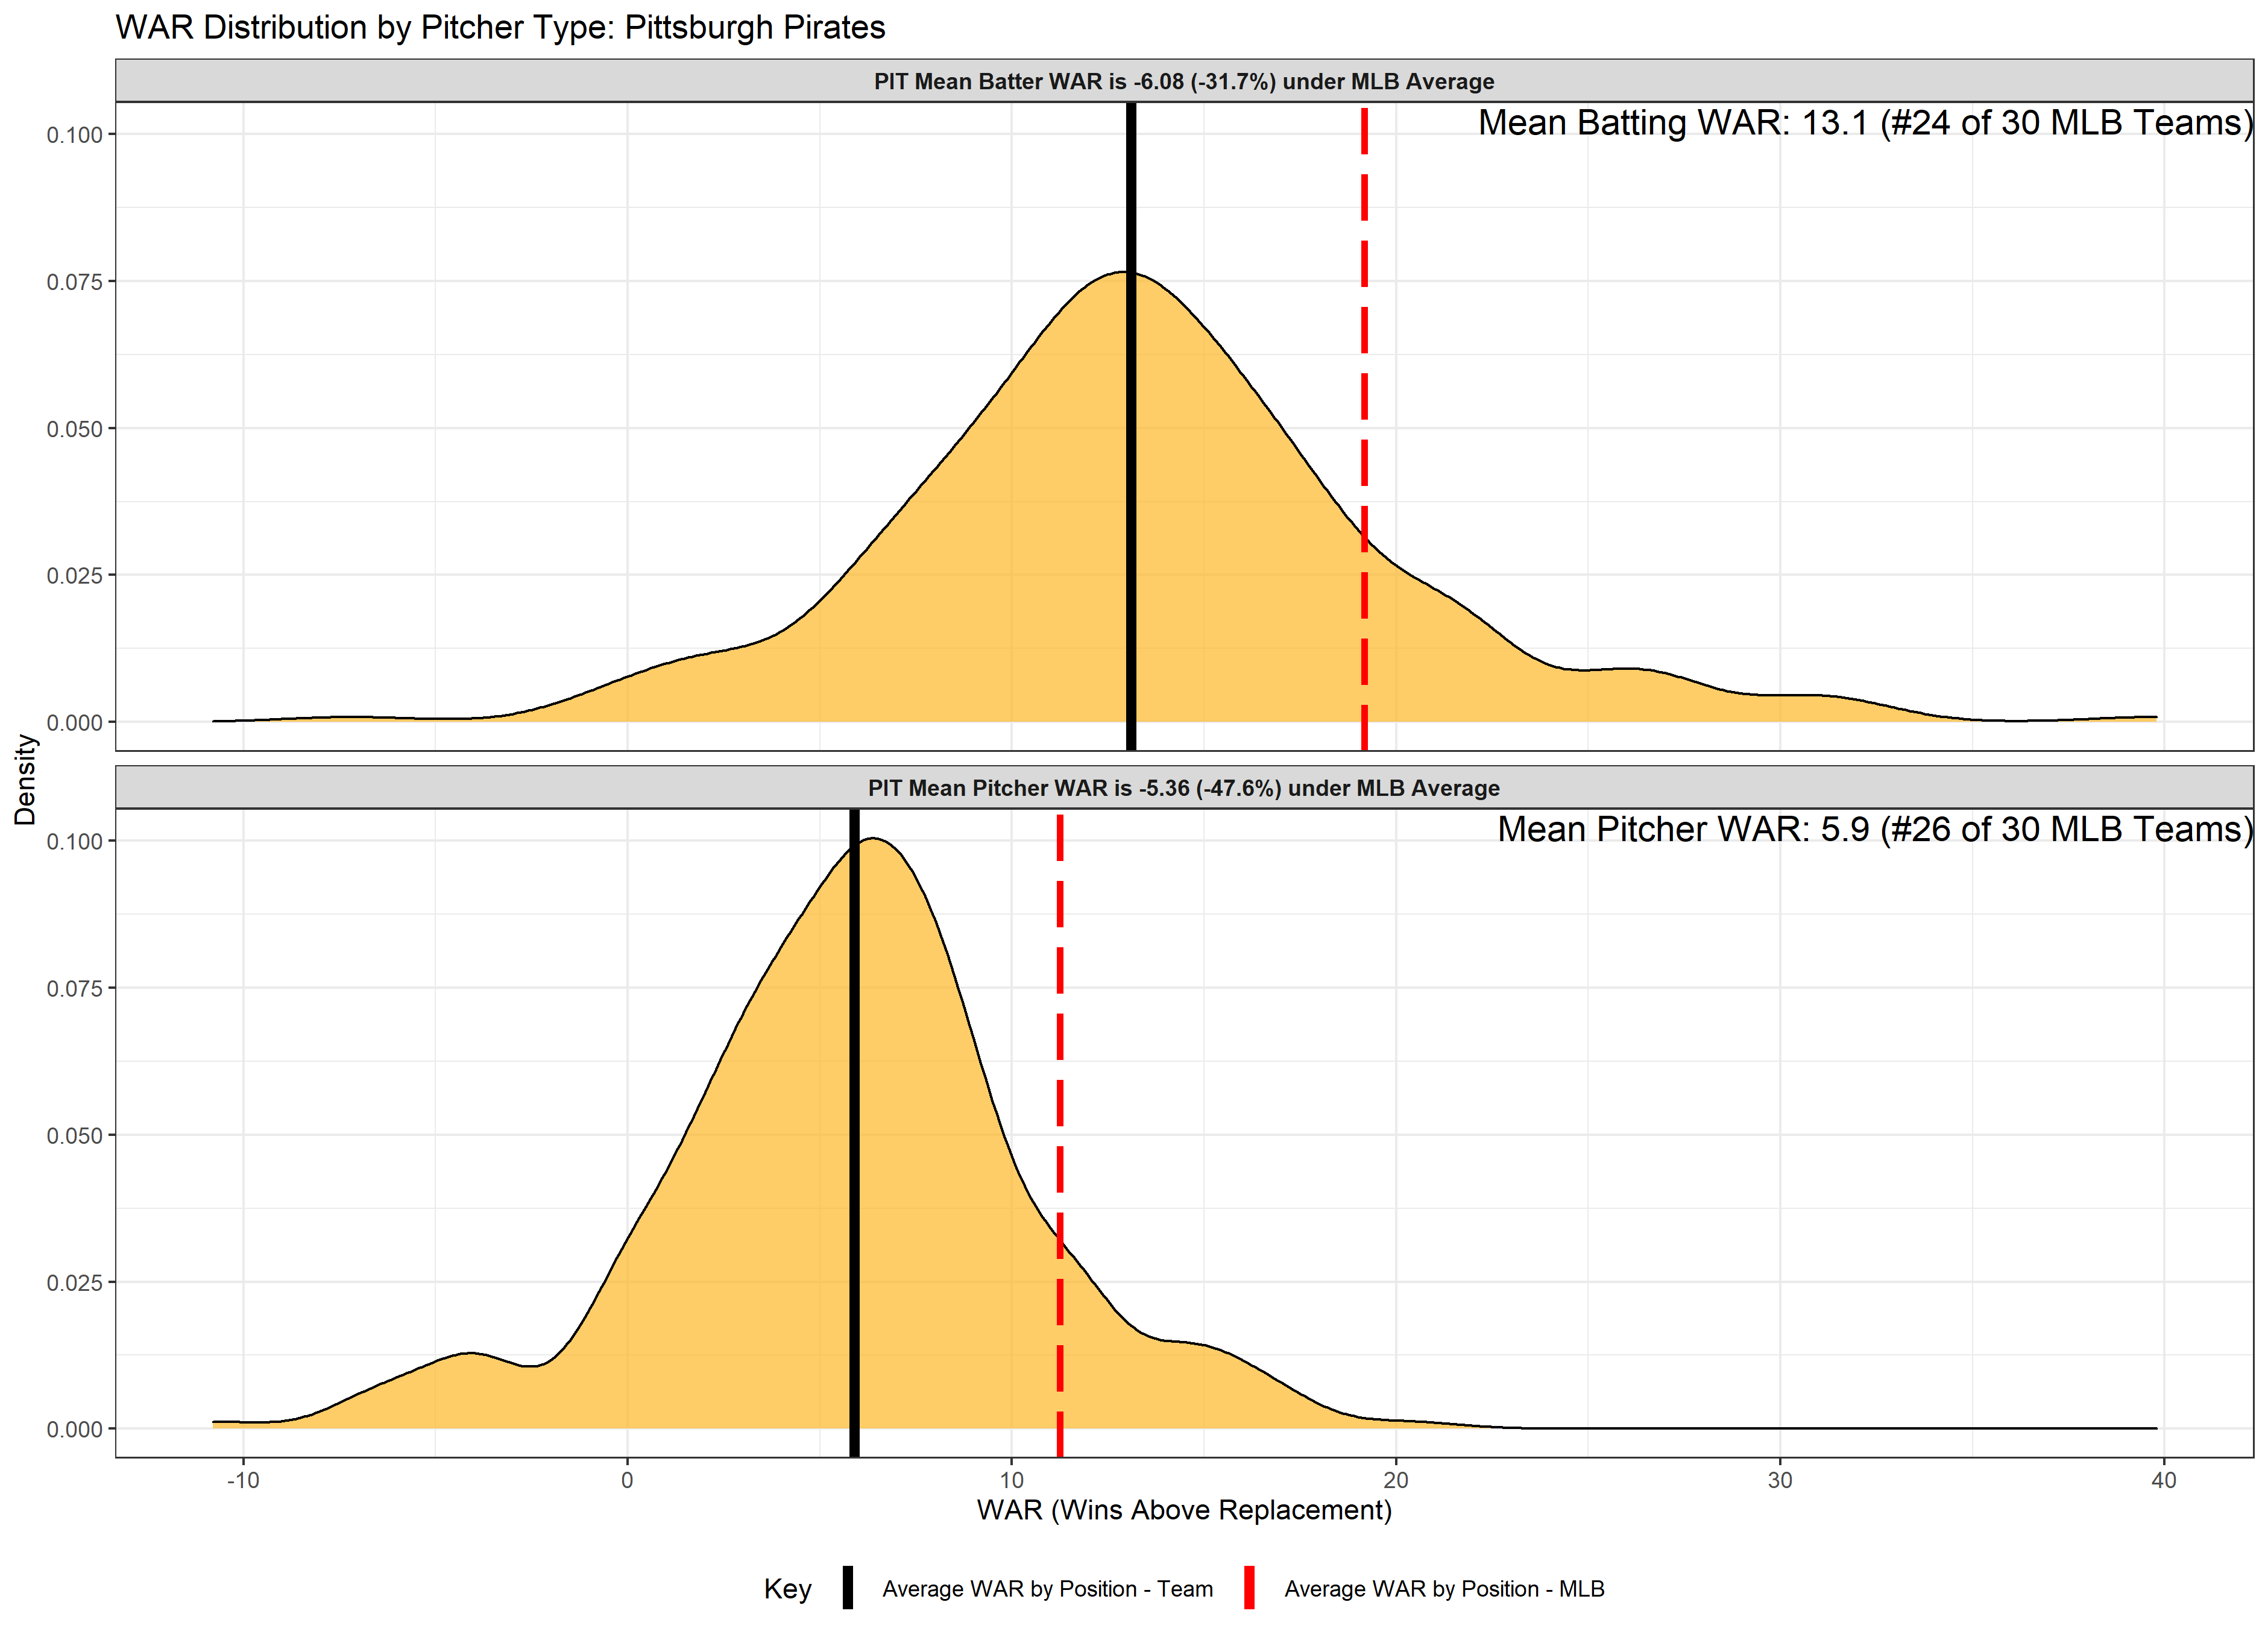 WAR Distribution by Pitcher Type: Pittsburgh Pirates
PIT Mean Batter WAR is -6.08 (-31.7%) under MLB Average
Mean Batting WAR: 13.1 (#24 of 30 MLB Teams)
0.100
0.075
0.050
0.025
0.000
Density
PIT Mean Pitcher WAR is -5.36 (-47.6%) under MLB Average
Mean Pitcher WAR: 5.9 (#26 of 30 MLB Teams)
0.100
0.075
0.050
0.025
0.000
-10 0 10 20 30 40
WAR (Wins Above Replacement)
Key Average WAR by Position - Team Average WAR by Position - MLB